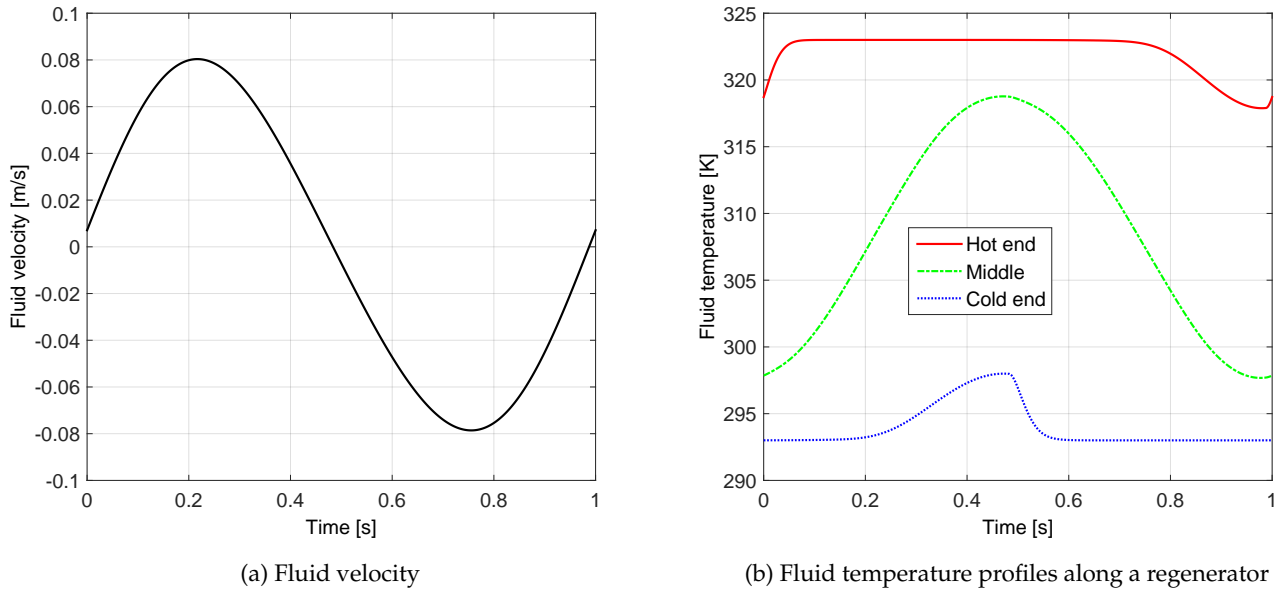 0.1
0.08
0.06
0.04
0.02
0
-0.02
-0.04
-0.06
-0.08
-0.1
Fluid velocity [m/s]
0 0.2 0.4 0.6 0.8 1
Time [s]
(a) Fluid velocity
325
320
315
310
305
300
295
290
Fluid temperature [K]
Hot end
Middle
Cold end
0 0.2 0.4 0.6 0.8 1
Time [s]
(b) Fluid temperature profiles along a regenerator